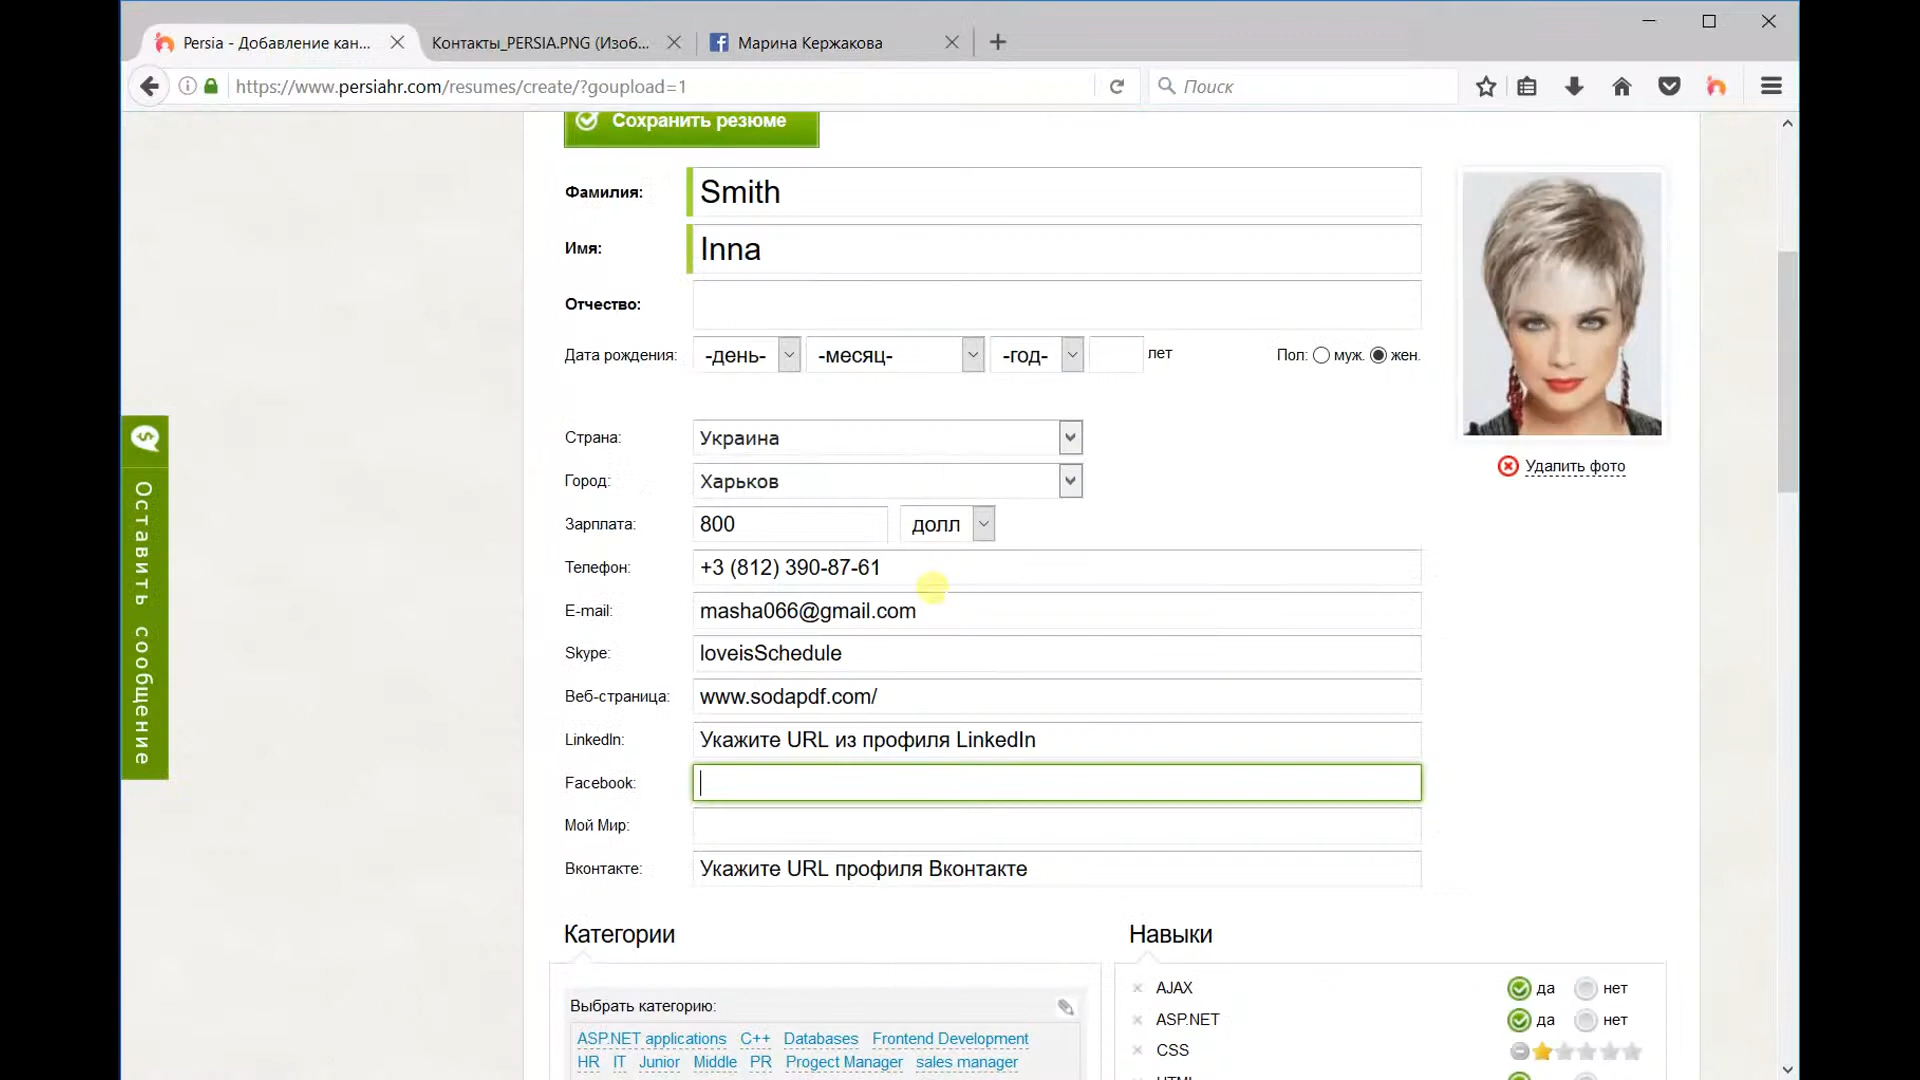 Persia - Добавление кан...
Контакты_PERSIA.PNG (Изоб...
Марина Кержакова
https://www.persiahr.com/resumes/create/?goupload=1
Поиск
Сохранить резюме
Фамилия: Smith
Имя: Inna
Отчество:
Дата рождения: -день- -месяц- -год- лет Пол: муж. жен.
Страна: Украина
Город: Харьков
Удалить фото
Зарплата: 800 долл
Телефон: +3 (812) 390-87-61
E-mail: masha066@gmail.com
Skype: loveisSchedule
Веб-страница: www.sodapdf.com/
LinkedIn: Укажите URL из профиля LinkedIn
Facebook:
Мой Мир:
Вконтакте: Укажите URL профиля Вконтакте
Оставить сообщение
Категории
Выбрать категорию:
ASP.NET applications C++ Databases Frontend Development
HR IT Junior Middle PR Progect Manager sales manager
Навыки
AJAX да нет
ASP.NET да нет
CSS